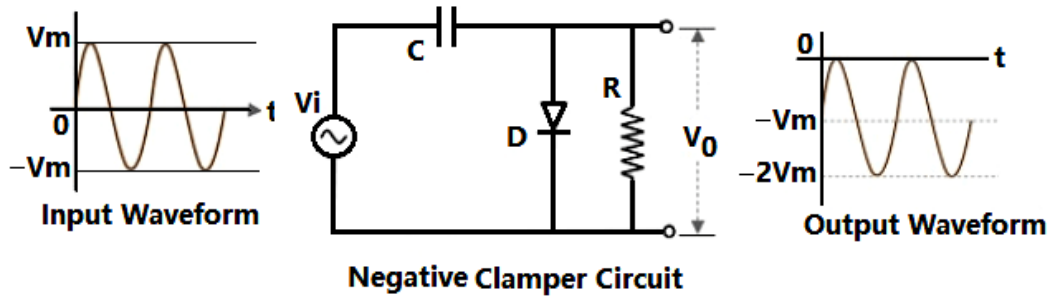 Vm
0
t
−Vm
Input Waveform
C
Vi
D
R
V0
Negative Clamper Circuit
0
t
−Vm
−2Vm
Output Waveform